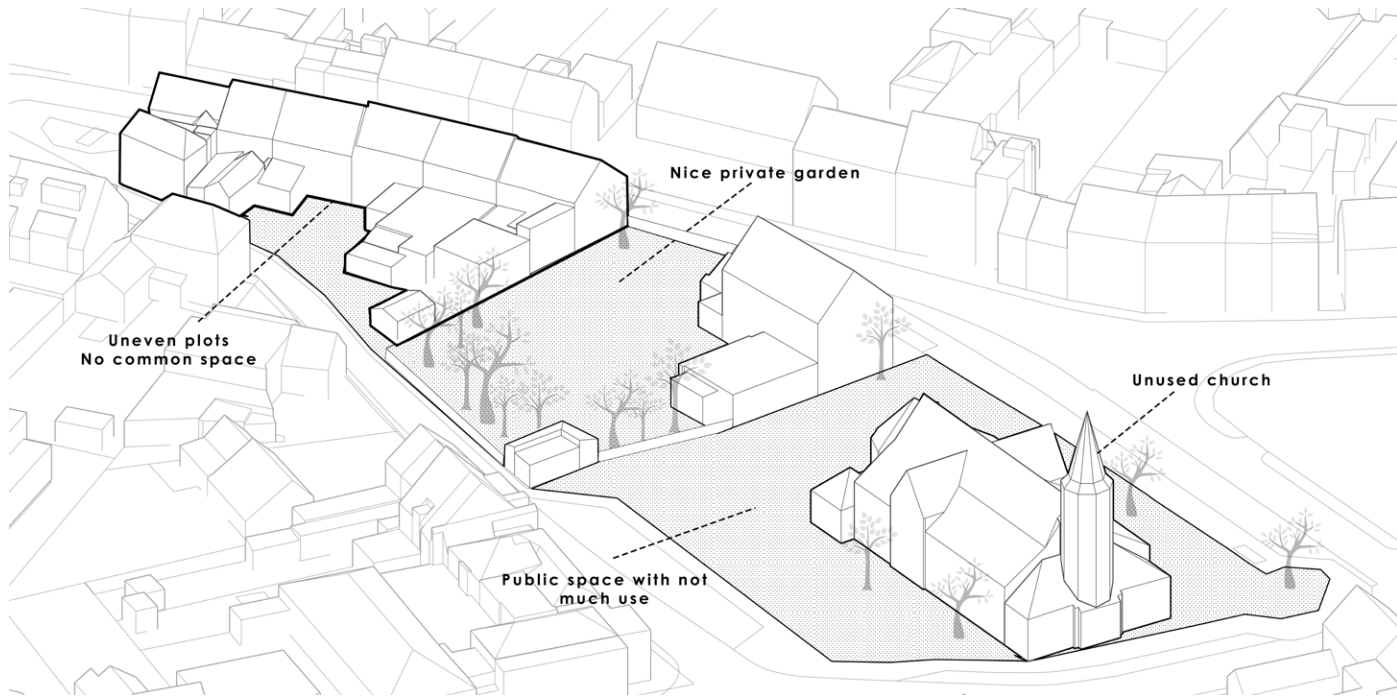 Nice private garden
Uneven plots
No common space
Unused church
Public space with not
much use